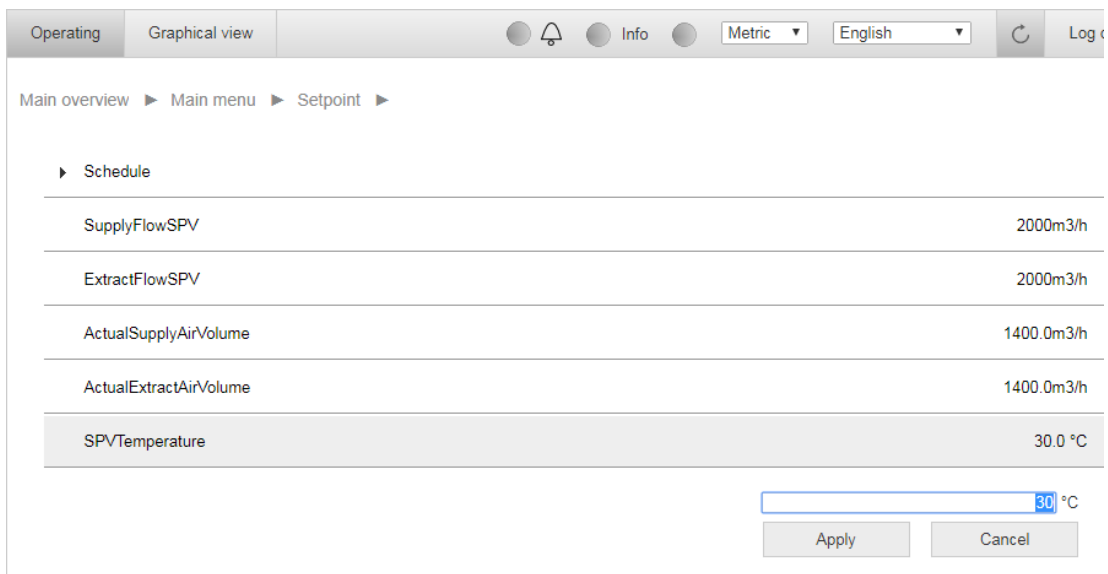 Operating Graphical view Info Metric English Log
Main overview Main menu Setpoint
Schedule
SupplyFlowSPV 2000m3/h
ExtractFlowSPV 2000m3/h
ActualSupplyAirVolume 1400.0m3/h
ActualExtractAirVolume 1400.0m3/h
SPVTemperature 30.0 °C
30 °C
Apply Cancel